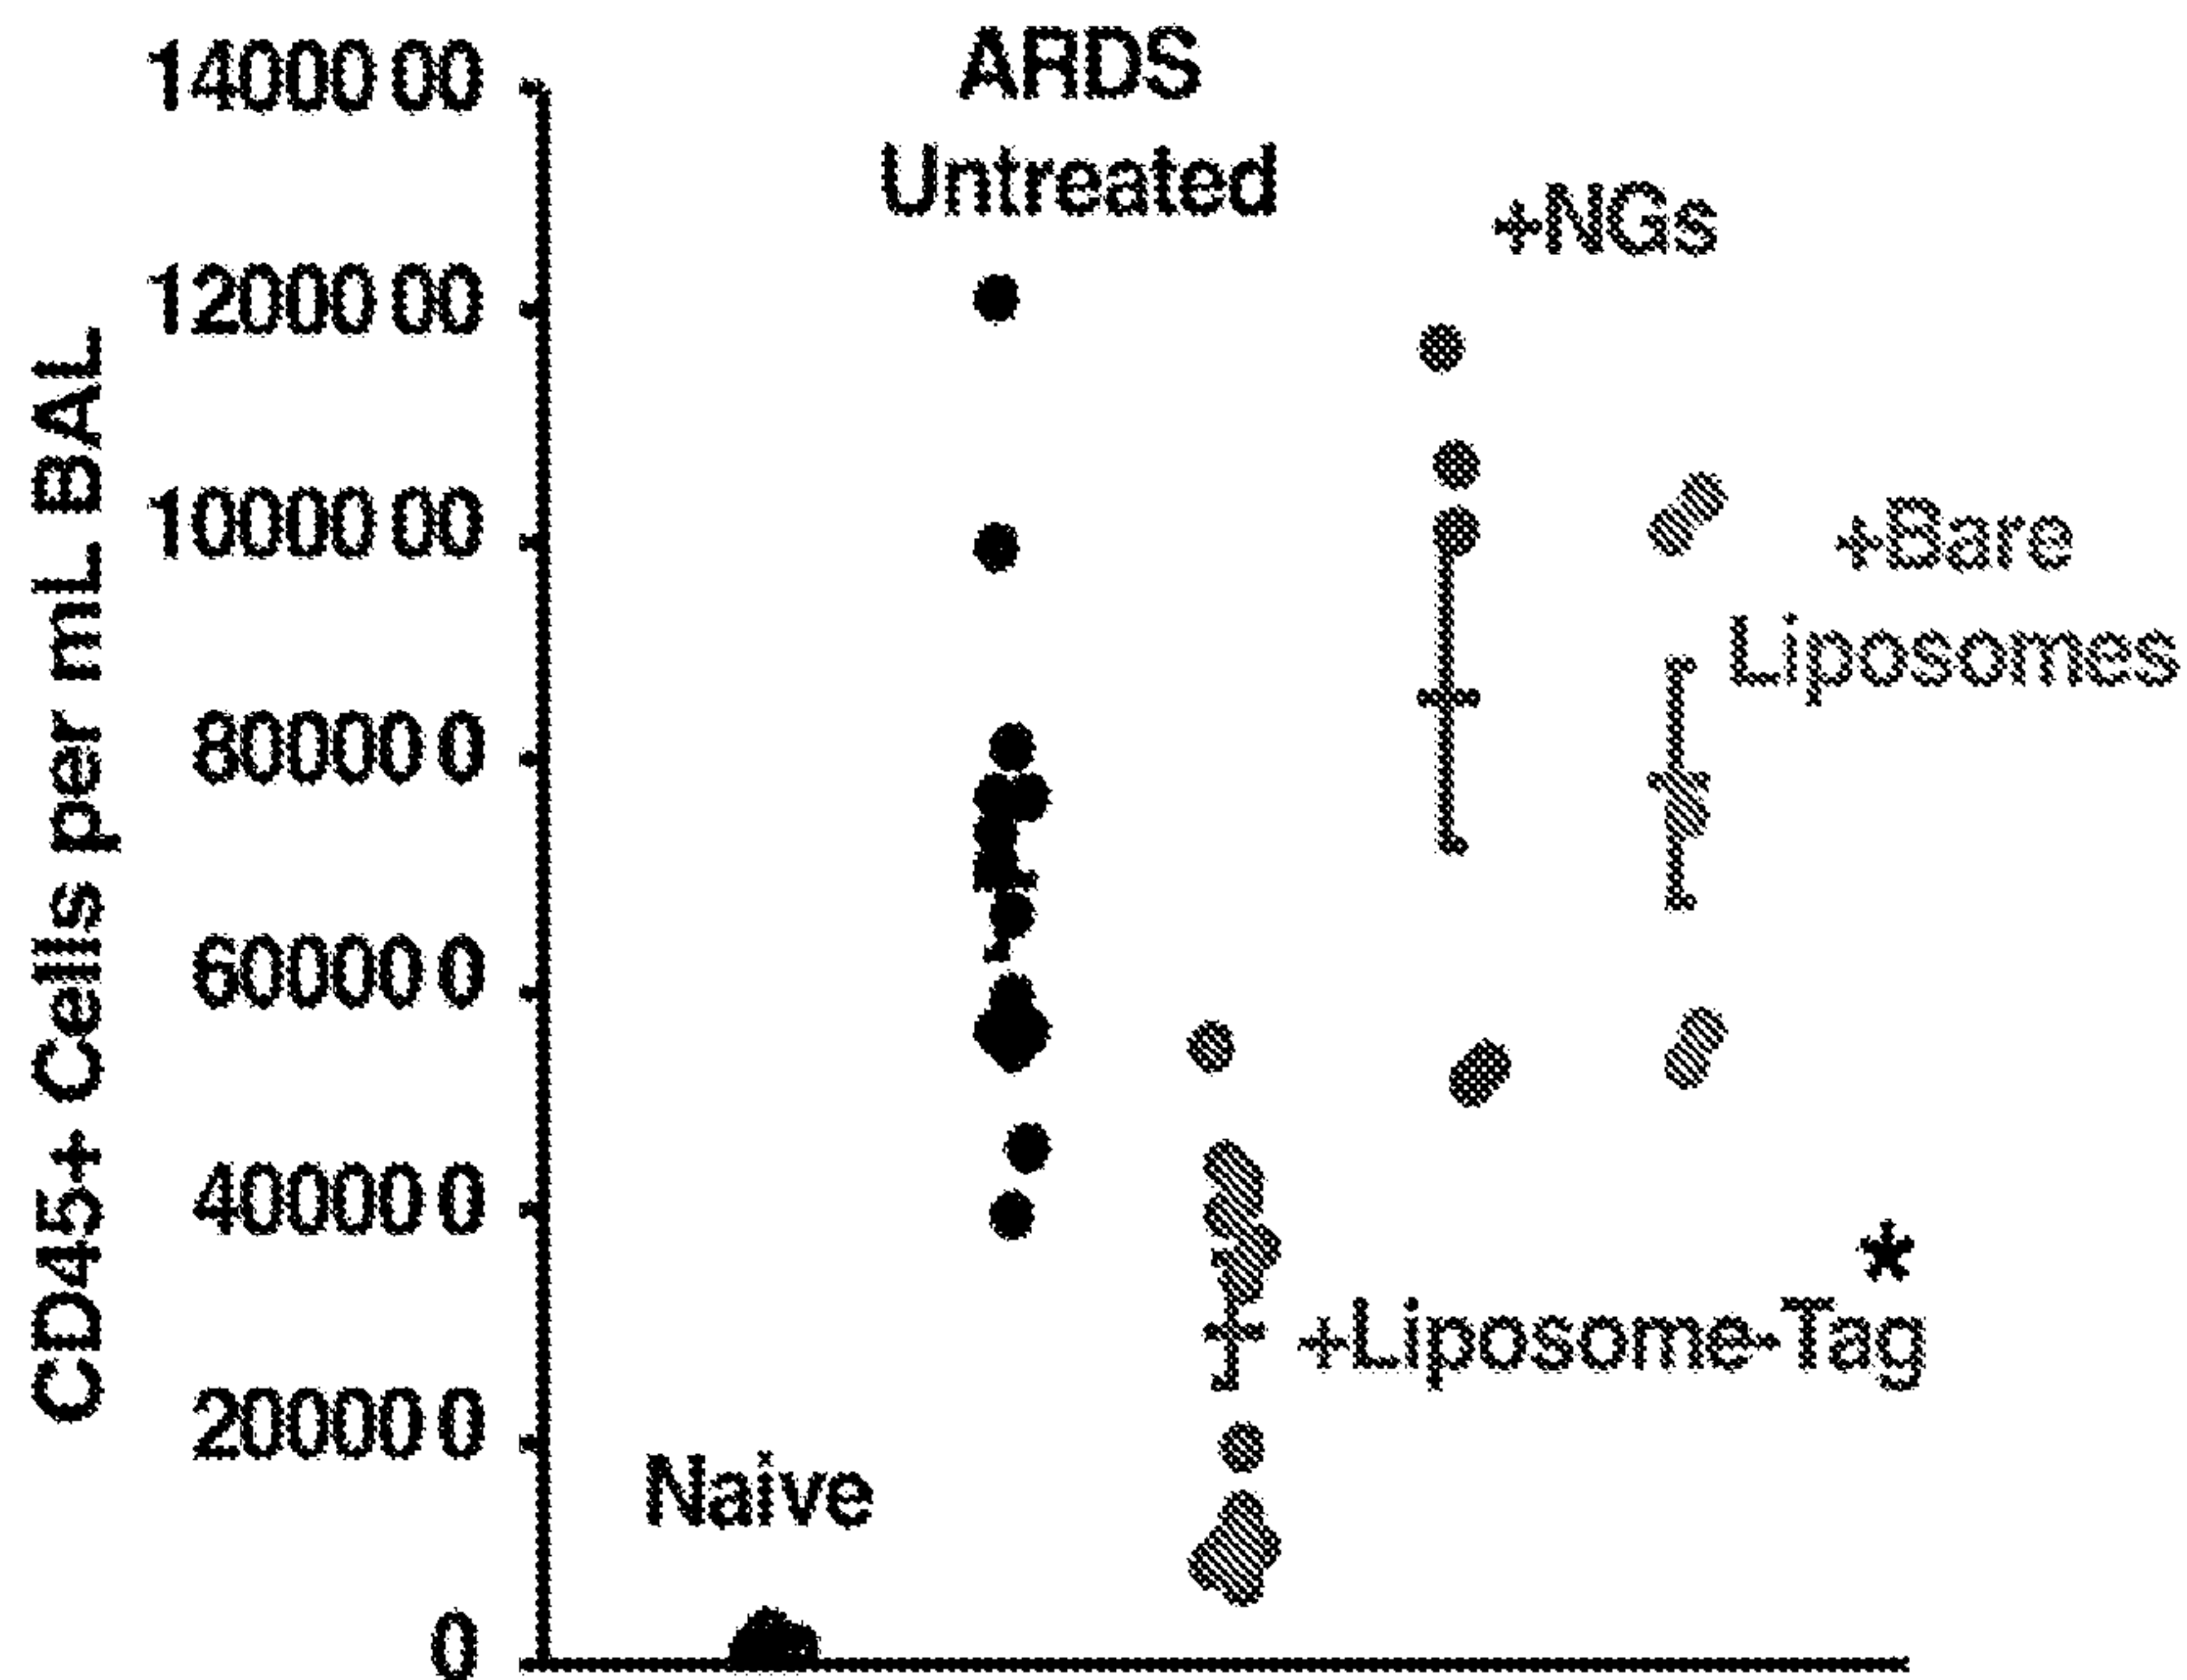 CD45+ Cells per mL BAL
1400000
1200000
1000000
800000
600000
400000
200000
0
ARDS
Untreated
+NGs
+Bare
Liposomes
*
+Liposome-Tag
Naive